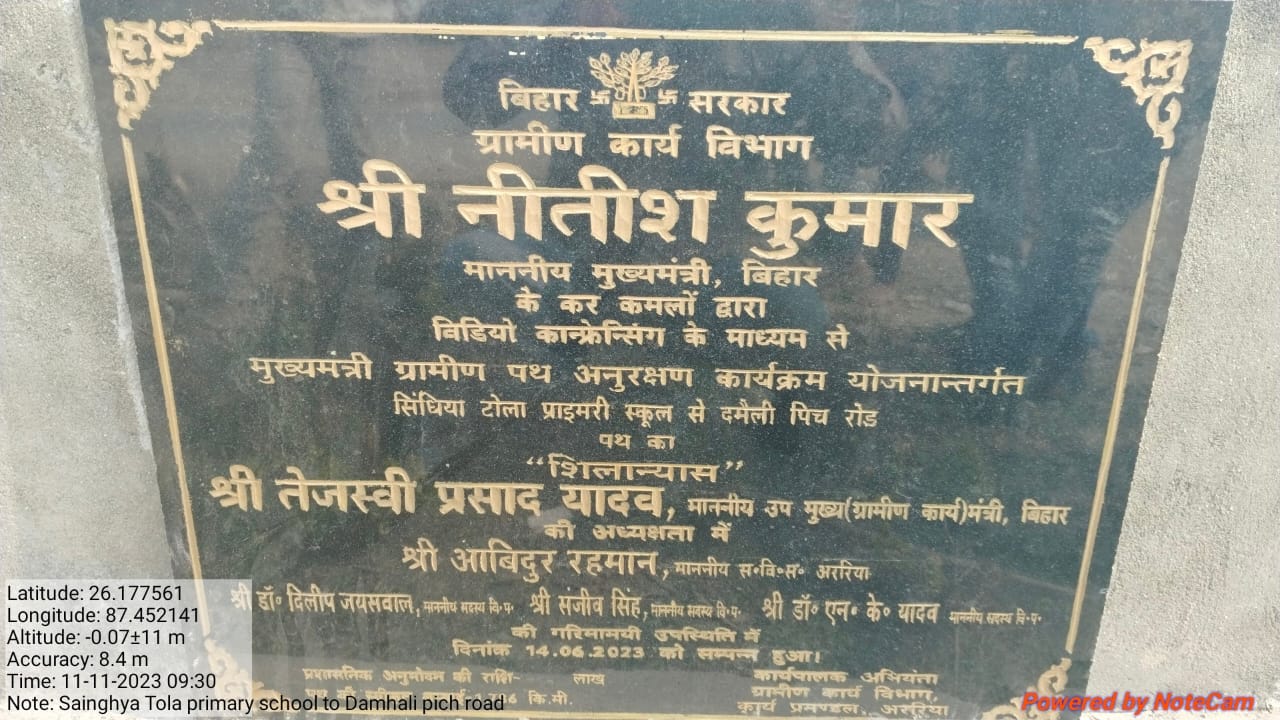 बिहार सरकार
ग्रामीण कार्य विभाग
श्री नीतीश कुमार
माननीय मुख्यमंत्री, बिहार
के कर कमलों द्वारा
विडियो कान्फ्रेन्सिंग के माध्यम से
मुख्यमंत्री ग्रामीण पथ अनुरक्षण कार्यक्रम योजनान्तर्गत
सिंधिया टोला प्राइमरी स्कूल से दमैली पिच रोड
पथ का
“शिलान्यास”
श्री तेजस्वी प्रसाद यादव, माननीय उप मुख्य(ग्रामीण कार्य)मंत्री, बिहार
की अध्यक्षता में
श्री आबिदुर रहमान, माननीय स॰वि॰स॰ अररिया
श्री डॉ॰ दिलीप जयसवाल, माननीय सदस्य वि॰प॰ श्री संजीव सिंह, माननीय सदस्य वि॰प॰ श्री डॉ॰ एन॰ के॰ यादव माननीय सदस्य वि॰प॰
की गरिमामयी उपस्थिति में
दिनांक 14.06.2023 को सम्पन्न हुआ।
प्रशासनिक अनुमोदन की राशि- लाख
कि.मी.
कार्यपालक अभियंता
ग्रामीण कार्य विभाग,
कार्य प्रमण्डल, अररिया
Latitude: 26.177561
Longitude: 87.452141
Altitude: -0.07±11 m
Accuracy: 8.4 m
Time: 11-11-2023 09:30
Note: Sainghya Tola primary school to Damhali pich road
Powered by NoteCam